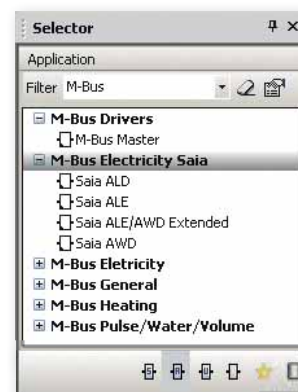 Selector
Application
Filter M-Bus
M-Bus Drivers
M-Bus Master
M-Bus Electricity Saia
Saia ALD
Saia ALE
Saia ALE/AWD Extended
Saia AWD
M-Bus Eletricity
M-Bus General
M-Bus Heating
M-Bus Pulse/Water/Volume